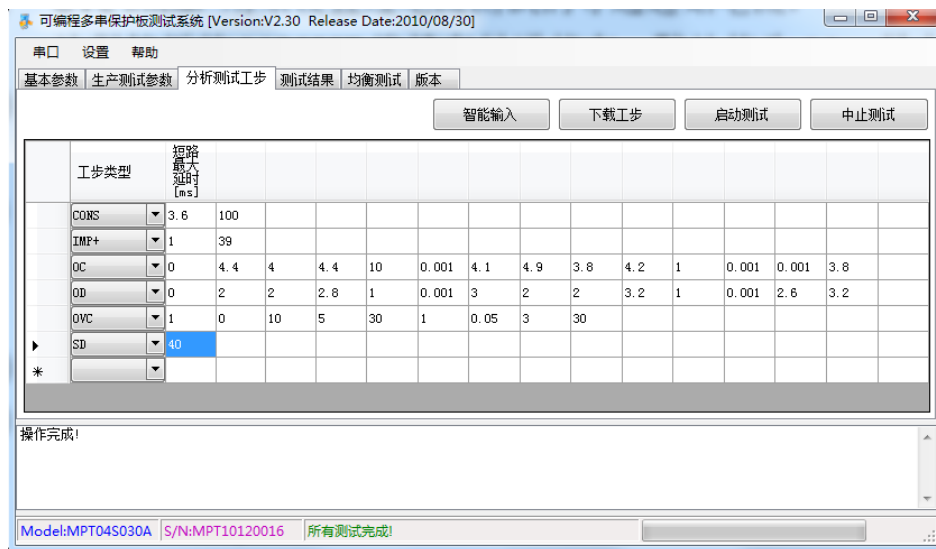 可编程多串保护板测试系统 [Version:V2.30 Release Date:2010/08/30]
串口 设置 帮助
基本参数 生产测试参数 分析测试工步 测试结果 均衡测试 版本
智能输入 下载工步 启动测试 中止测试
工步类型 短路最大延时[ms]
CONS 3.6 100
IMP+ 1 39
OC 0 4.4 4 4.4 10 0.001 4.1 4.9 3.8 4.2 1 0.001 0.001 3.8
OD 0 2 2 2.8 1 0.001 3 2 2 3.2 1 0.001 2.6 3.2
OVC 1 0 10 5 30 1 0.05 3 30
SD 40
操作完成!
Model:MPT04S030A S/N:MPT10120016 所有测试完成!